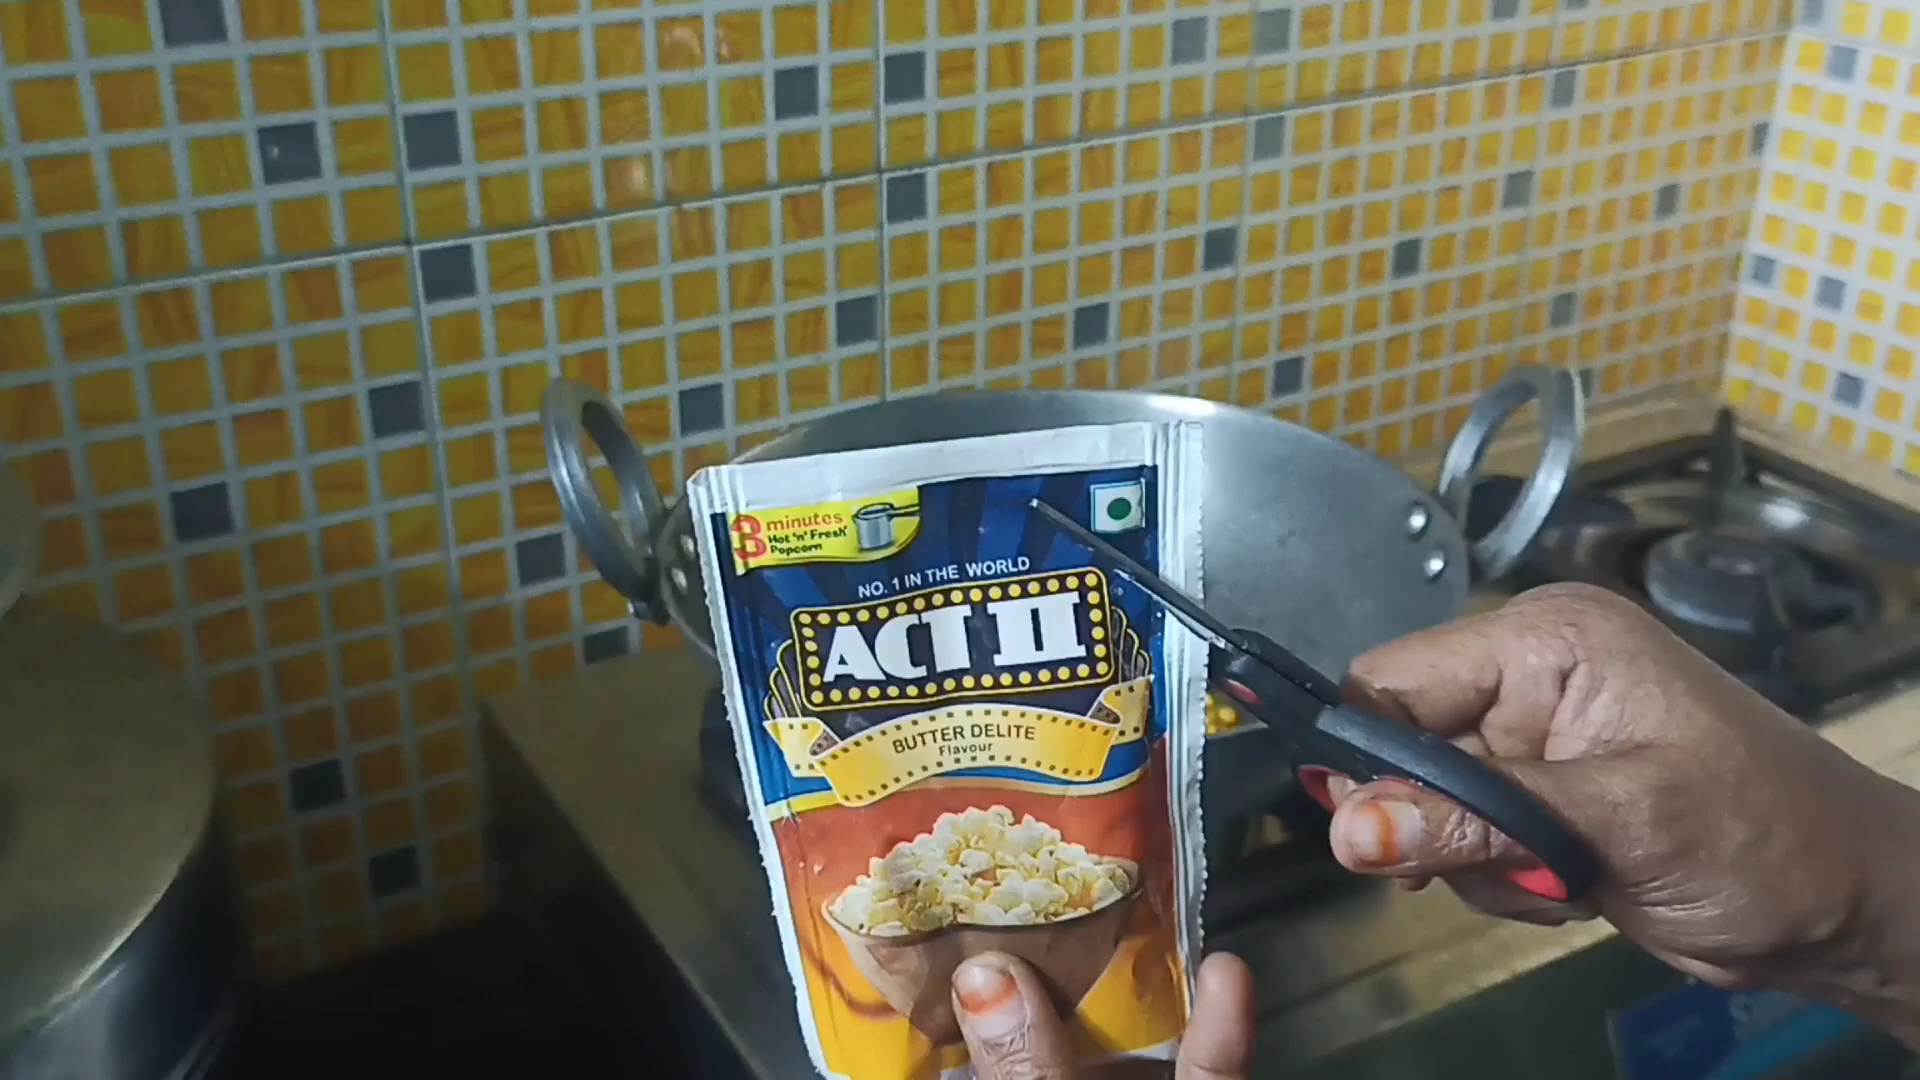 3 minutes
Hot 'n' Fresh
Popcorn
NO. 1 IN THE WORLD
ACT II
BUTTER DELITE
Flavour